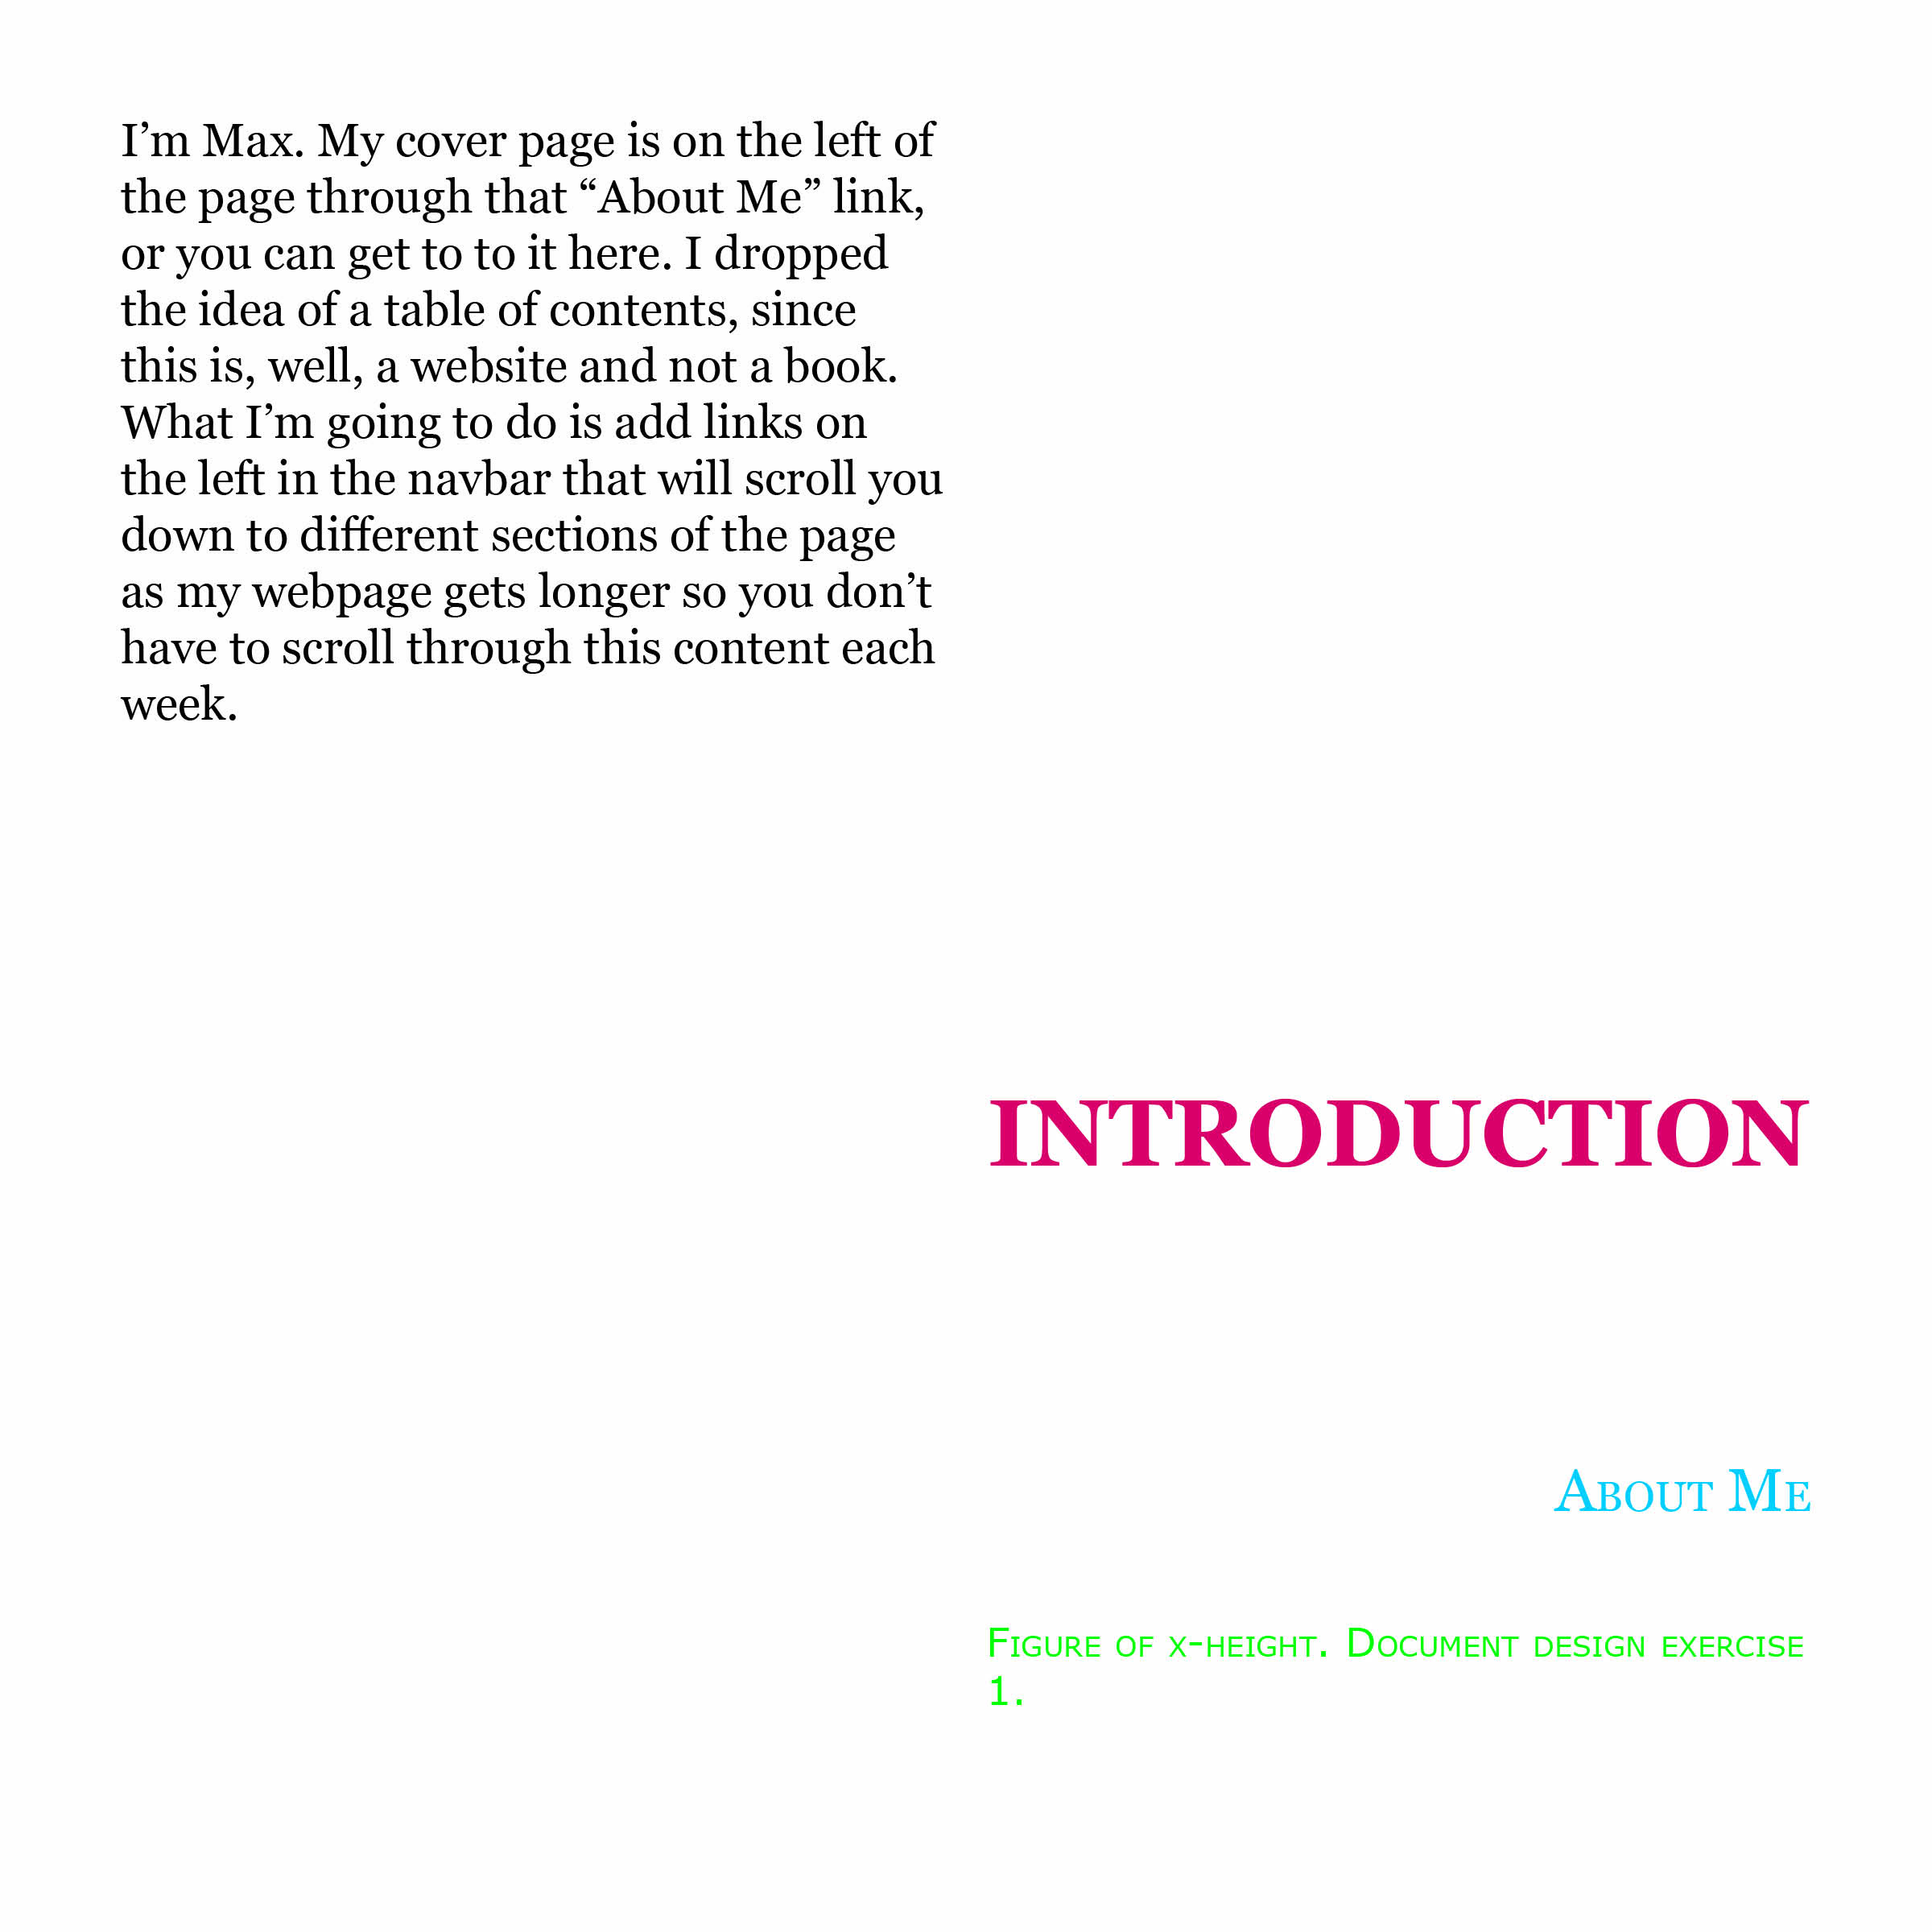 I’m Max. My cover page is on the left of
the page through that “About Me” link,
or you can get to to it here. I dropped
the idea of a table of contents, since
this is, well, a website and not a book.
What I’m going to do is add links on
the left in the navbar that will scroll you
down to different sections of the page
as my webpage gets longer so you don’t
have to scroll through this content each
week.
INTRODUCTION
About Me
Figure of x-height. Document design exercise
1.